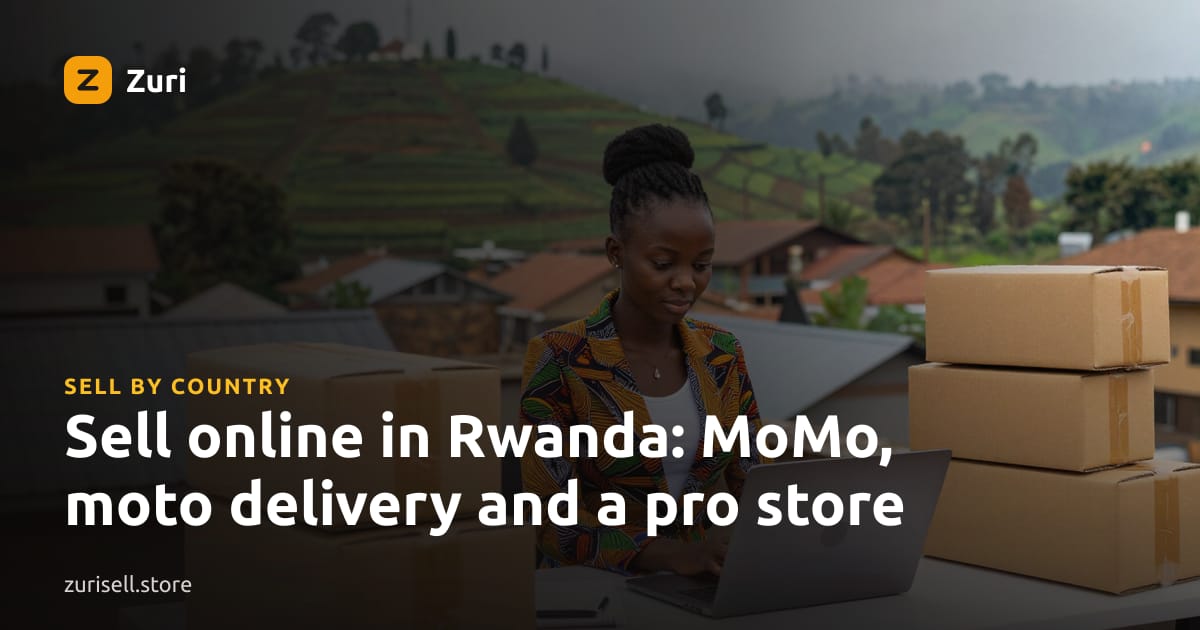 Zuri
SELL BY COUNTRY
Sell online in Rwanda: MoMo,
moto delivery and a pro store
zurisell.store